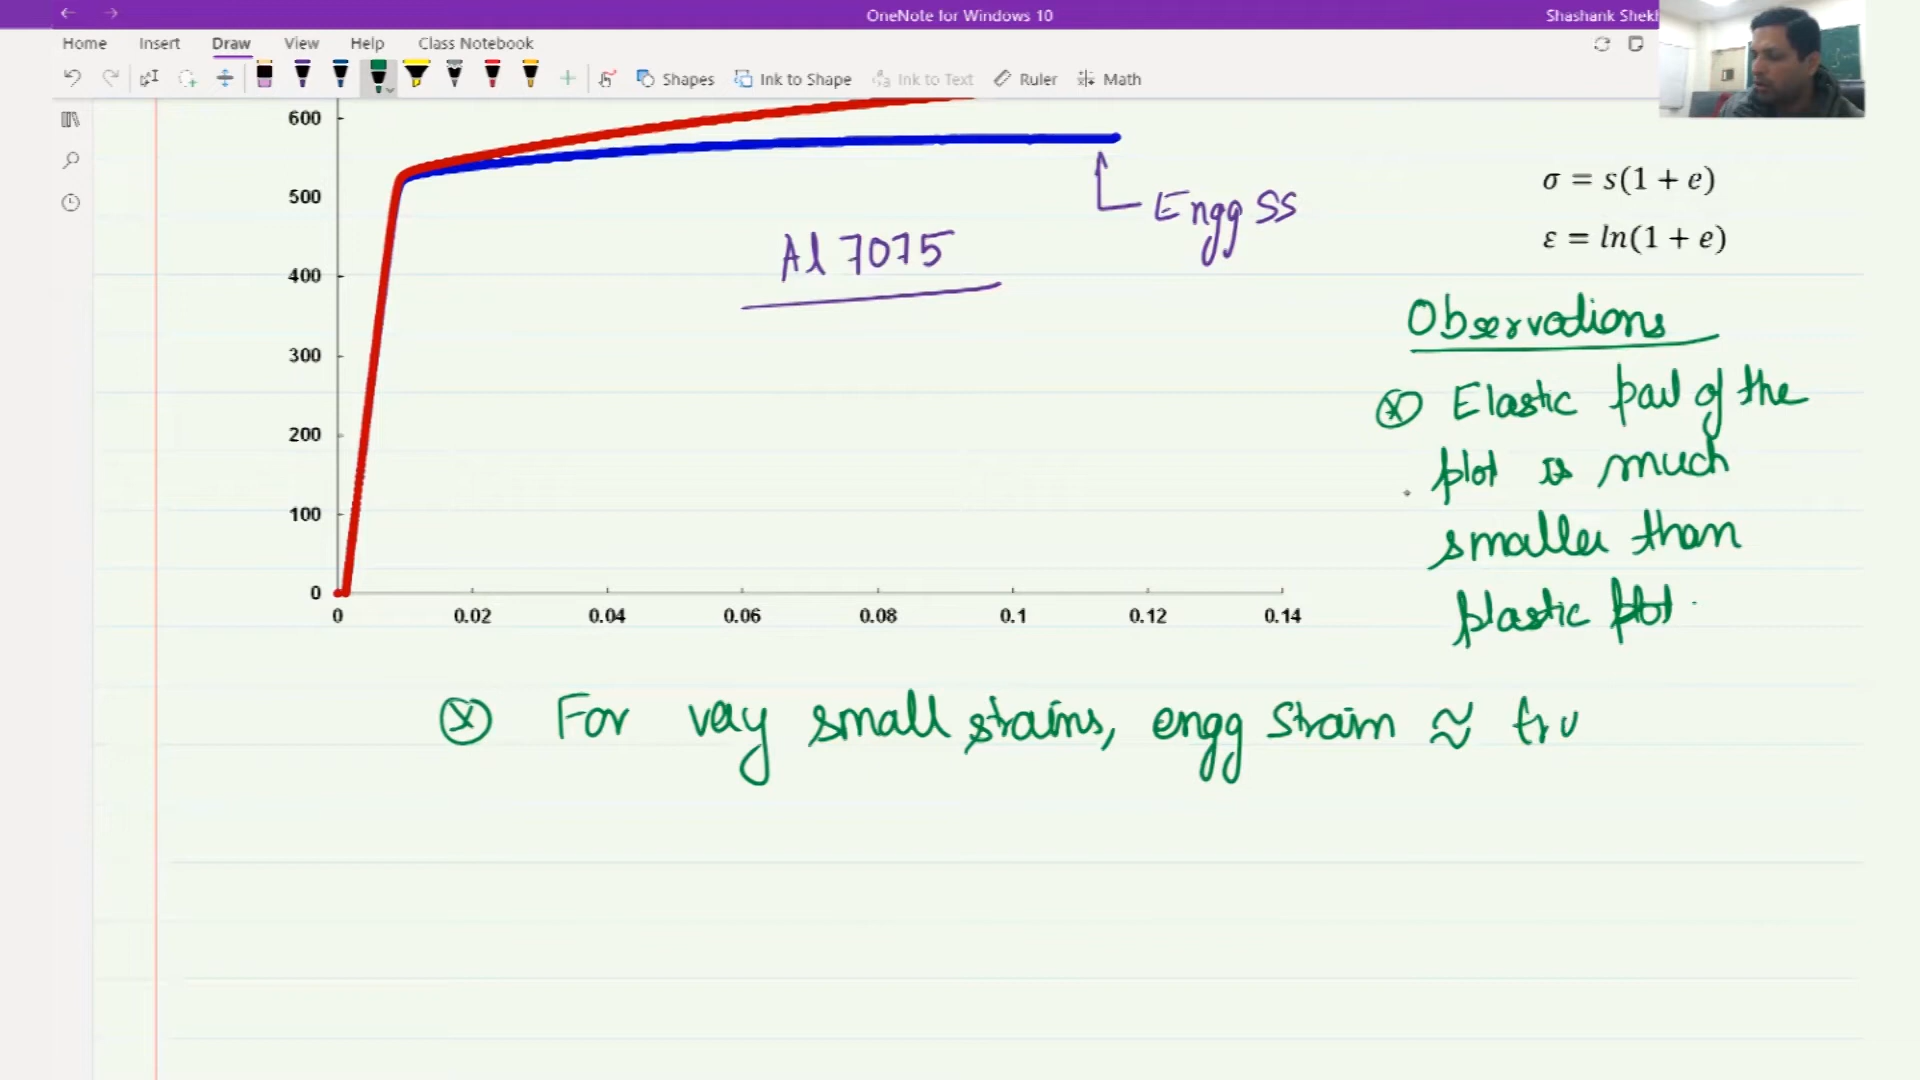 OneNote for Windows 10
Shashank Shekh
Home Insert Draw View Help Class Notebook
Shapes Ink to Shape Ink to Text Ruler Math
600
500
400
300
200
100
0
0 0.02 0.04 0.06 0.08 0.1 0.12 0.14
Engg SS
Al 7075
σ = s(1 + e)
ε = ln(1 + e)
Observations
Elastic part of the
plot is much
smaller than
plastic plot.
For very small strains, engg strain ≈ tru